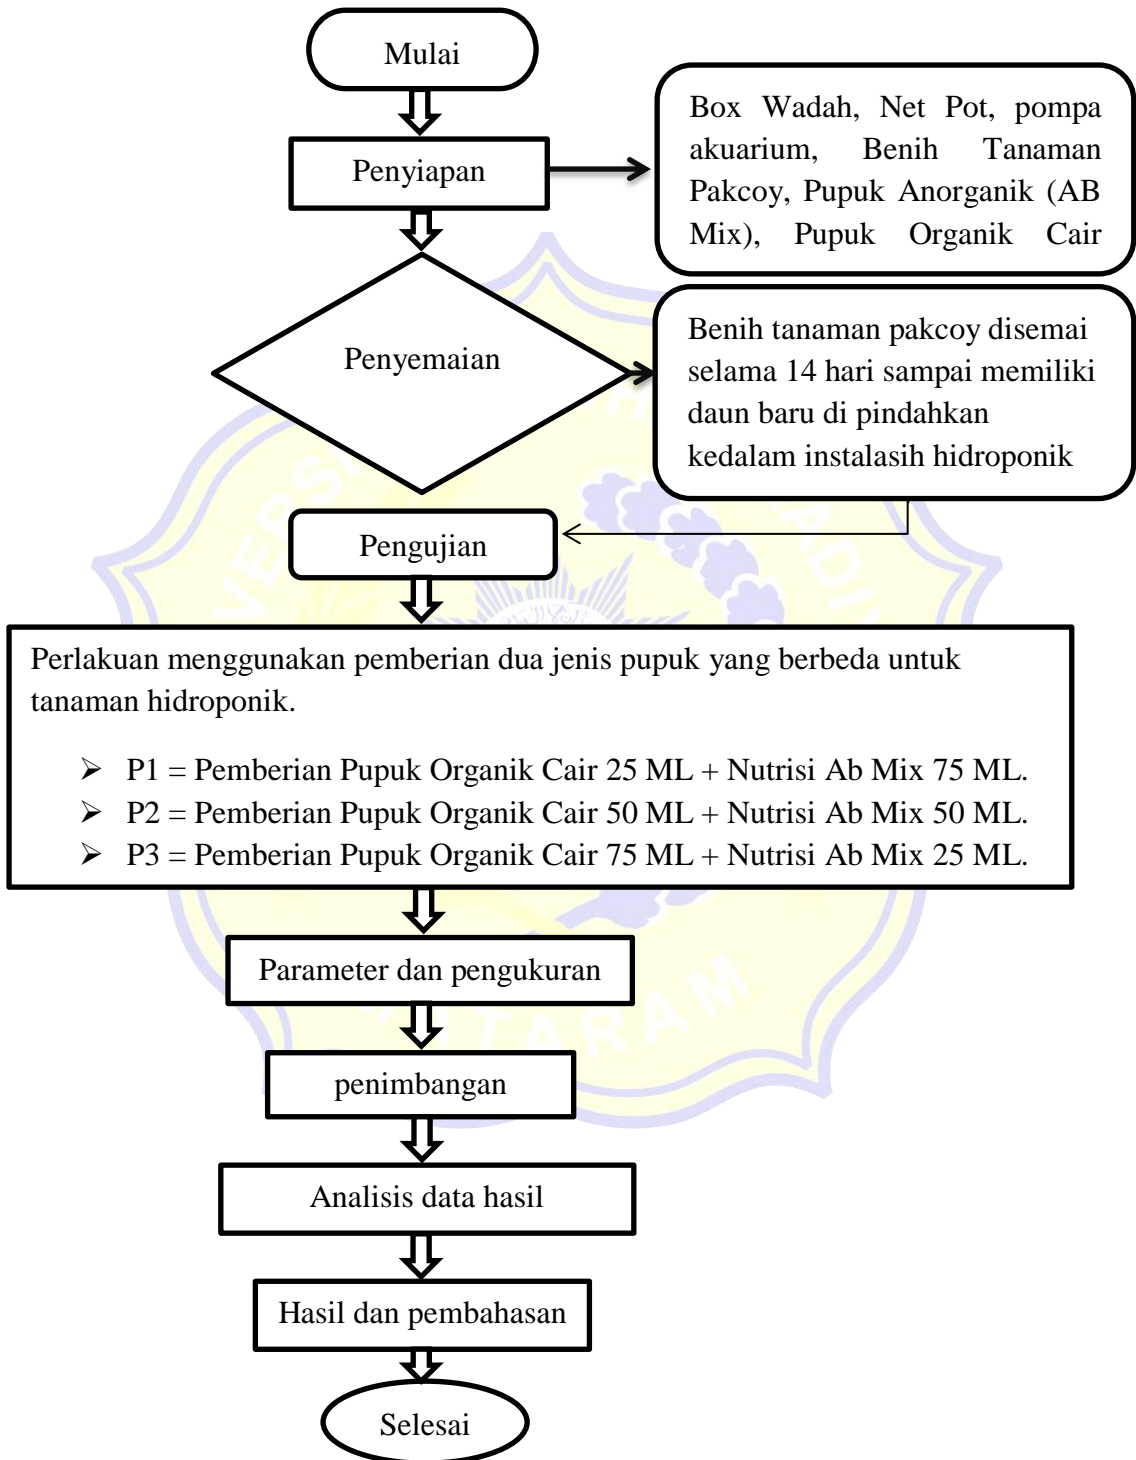 Mulai
Penyiapan
Box Wadah, Net Pot, pompa
akuarium, Benih Tanaman
Pakcoy, Pupuk Anorganik (AB
Mix), Pupuk Organik Cair
Penyemaian
Benih tanaman pakcoy disemai
selama 14 hari sampai memiliki
daun baru di pindahkan
kedalam instalasih hidroponik
Pengujian
Perlakuan menggunakan pemberian dua jenis pupuk yang berbeda untuk
tanaman hidroponik.
➢ P1 = Pemberian Pupuk Organik Cair 25 ML + Nutrisi Ab Mix 75 ML.
➢ P2 = Pemberian Pupuk Organik Cair 50 ML + Nutrisi Ab Mix 50 ML.
➢ P3 = Pemberian Pupuk Organik Cair 75 ML + Nutrisi Ab Mix 25 ML.
Parameter dan pengukuran
penimbangan
Analisis data hasil
Hasil dan pembahasan
Selesai